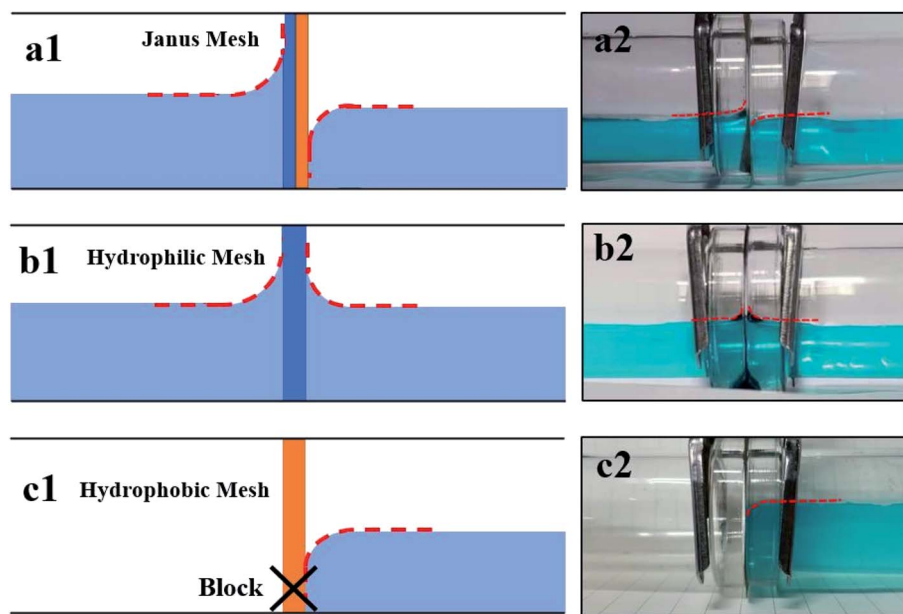 a1
Janus Mesh
a2
b1
Hydrophilic Mesh
b2
c1
Hydrophobic Mesh
Block
c2